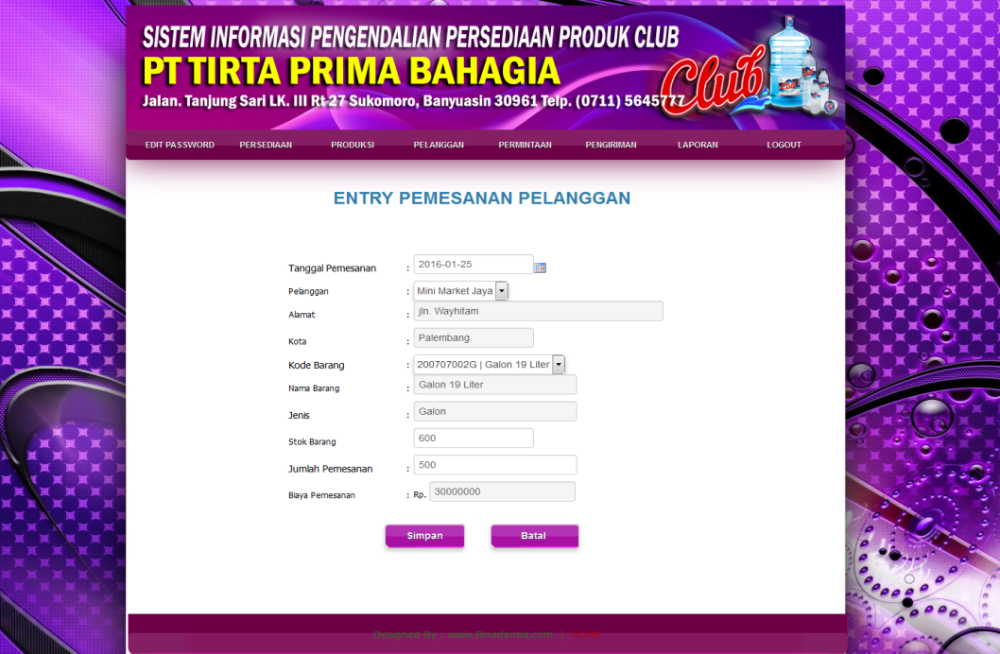 SISTEM INFORMASI PENGENDALIAN PERSEDIAAN PRODUK CLUB
PT TIRTA PRIMA BAHAGIA
Jalan. Tanjung Sari LK. III Rt 27 Sukomoro, Banyuasin 30961 Telp. (0711) 5645777
Club
EDIT PASSWORD PERSEDIAAN PRODUKSI PELANGGAN PERMINTAAN PENGIRIMAN LAPORAN LOGOUT
ENTRY PEMESANAN PELANGGAN
Tanggal Pemesanan : 2016-01-25
Pelanggan : Mini Market Jaya
Alamat : jln. Wayhitam
Kota : Palembang
Kode Barang : 200707002G | Galon 19 Liter
Nama Barang : Galon 19 Liter
Jenis : Galon
Stok Barang 600
Jumlah Pemesanan : 500
Biaya Pemesanan : Rp. 30000000
Simpan Batal
Designed By : www.Binadarma.com |